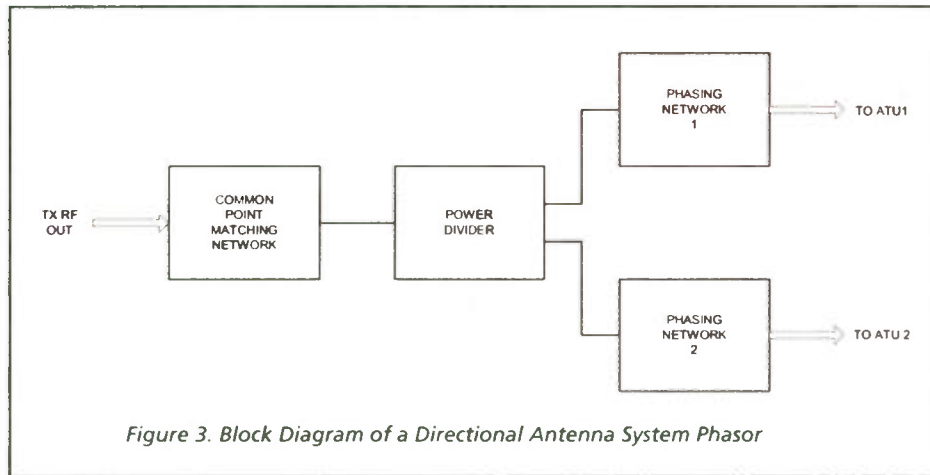 TX RF
OUT
COMMON
POINT
MATCHING
NETWORK
POWER
DIVIDER
PHASING
NETWORK
1
TO ATU1
PHASING
NETWORK
2
TO ATU 2
Figure 3. Block Diagram of a Directional Antenna System Phasor